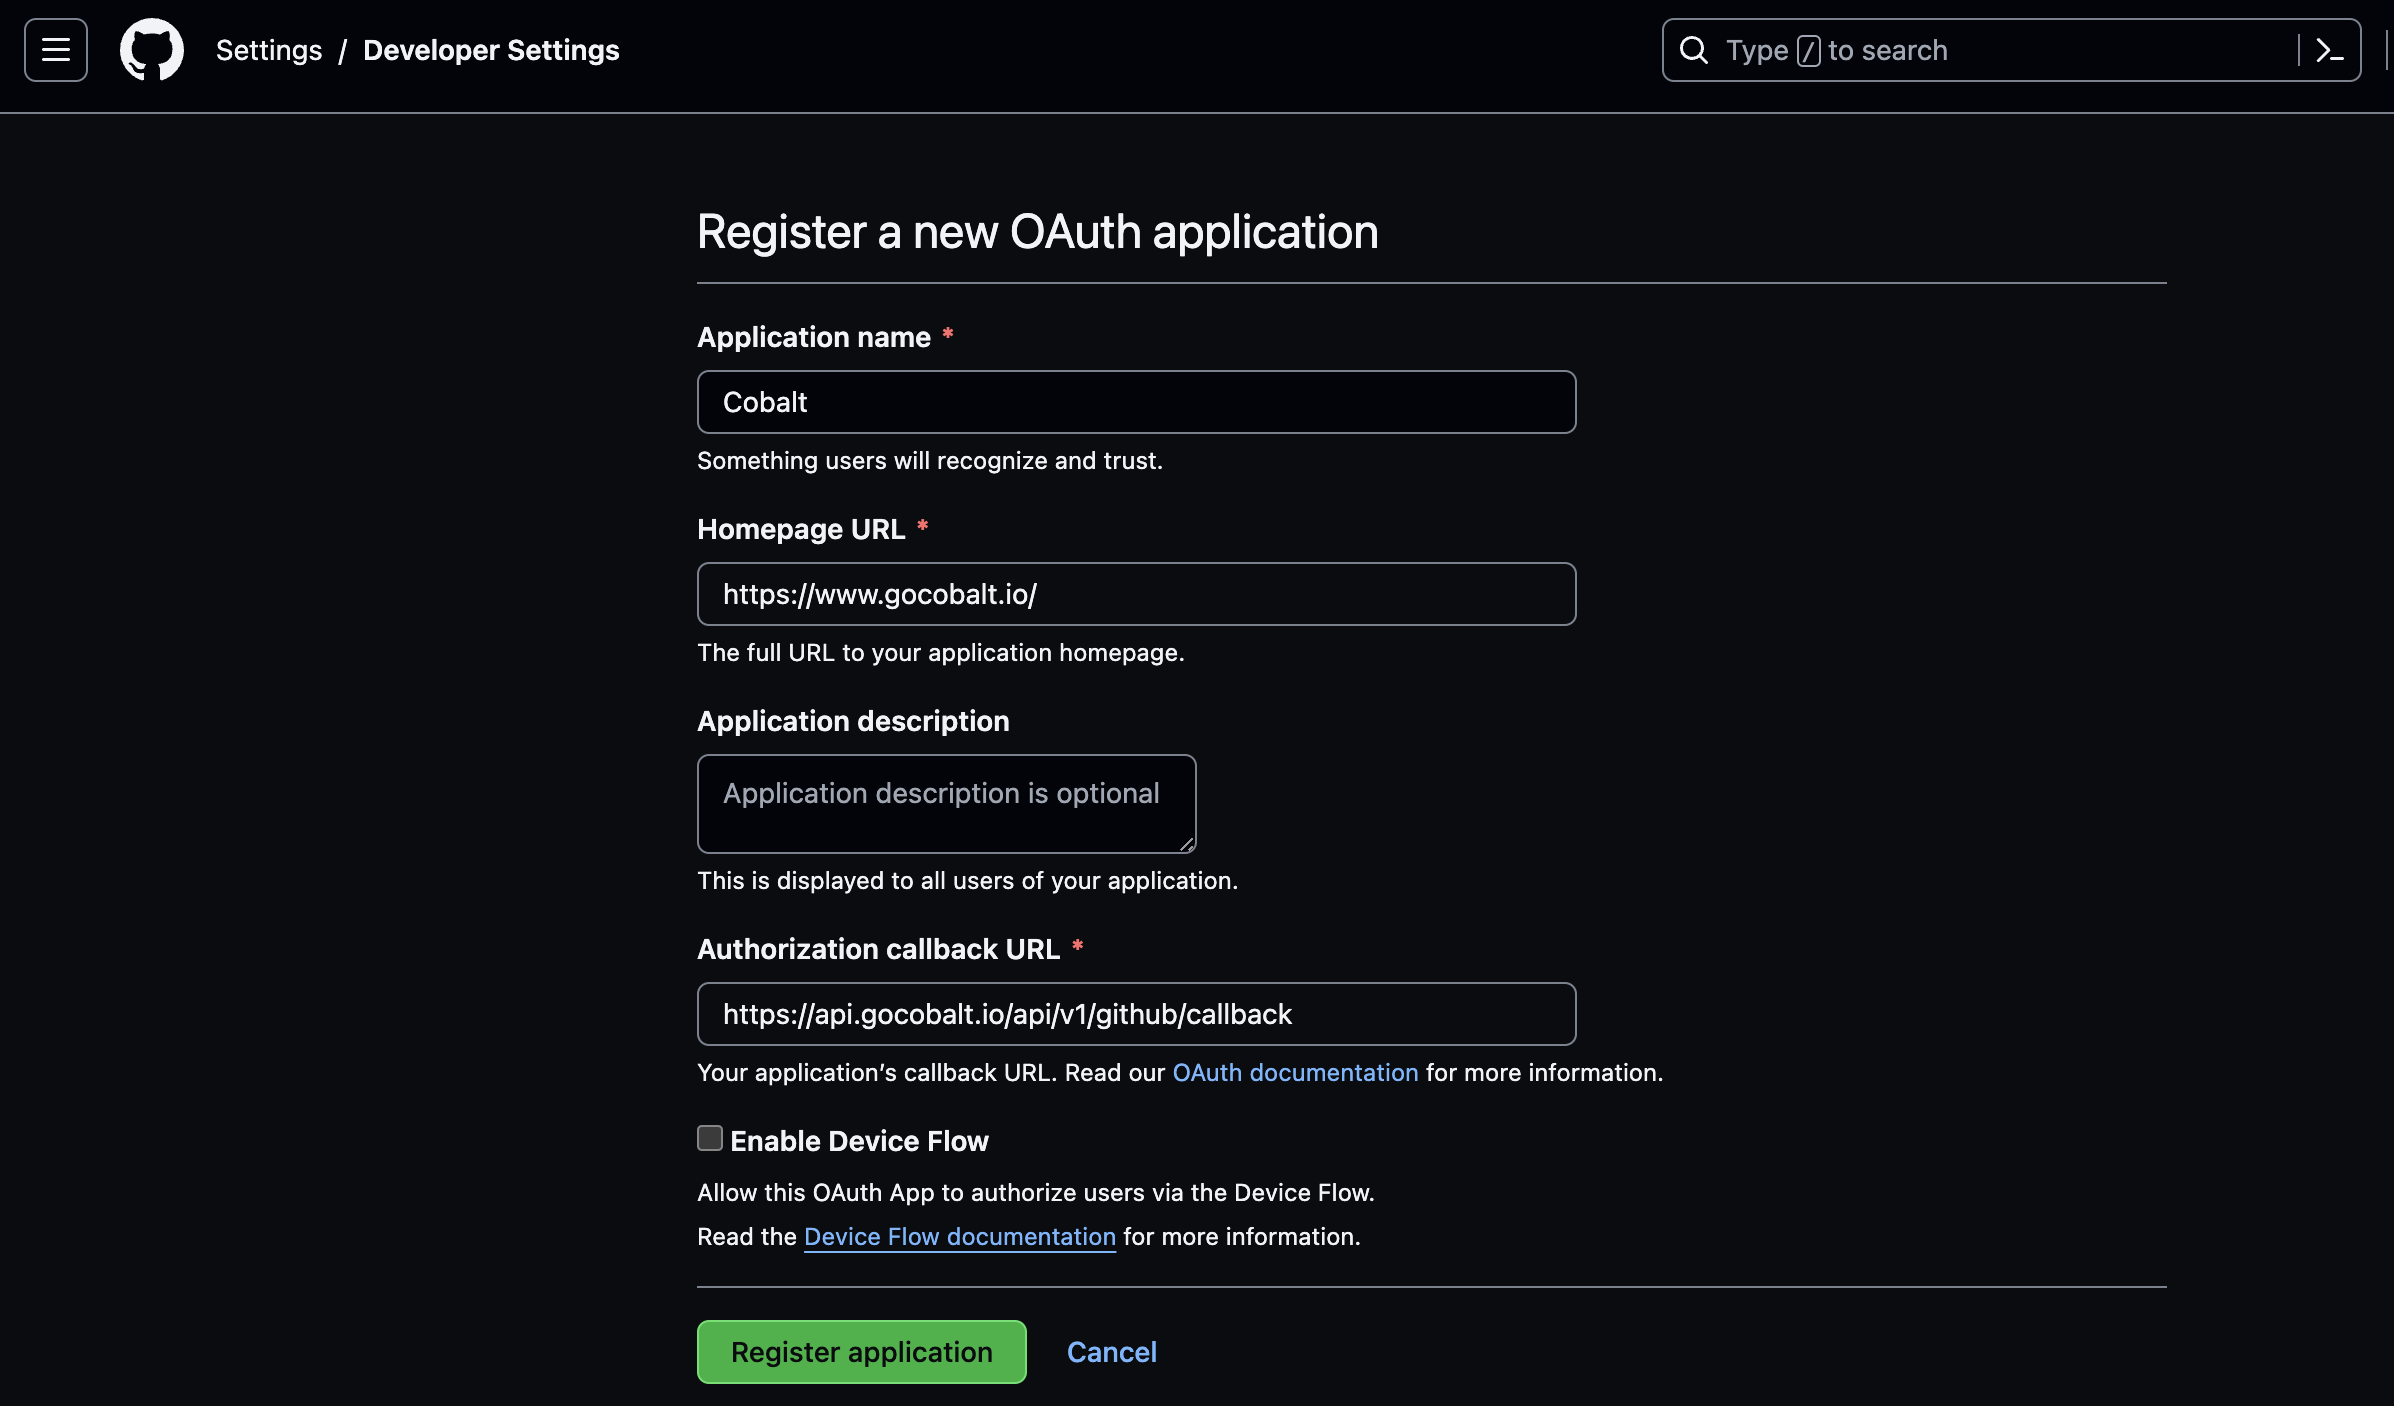 Settings / Developer Settings
Type / to search
Register a new OAuth application
Application name *
Cobalt
Something users will recognize and trust.
Homepage URL *
https://www.gocobalt.io/
The full URL to your application homepage.
Application description
Application description is optional
This is displayed to all users of your application.
Authorization callback URL *
https://api.gocobalt.io/api/v1/github/callback
Your application’s callback URL. Read our OAuth documentation for more information.
Enable Device Flow
Allow this OAuth App to authorize users via the Device Flow.
Read the Device Flow documentation for more information.
Register application Cancel